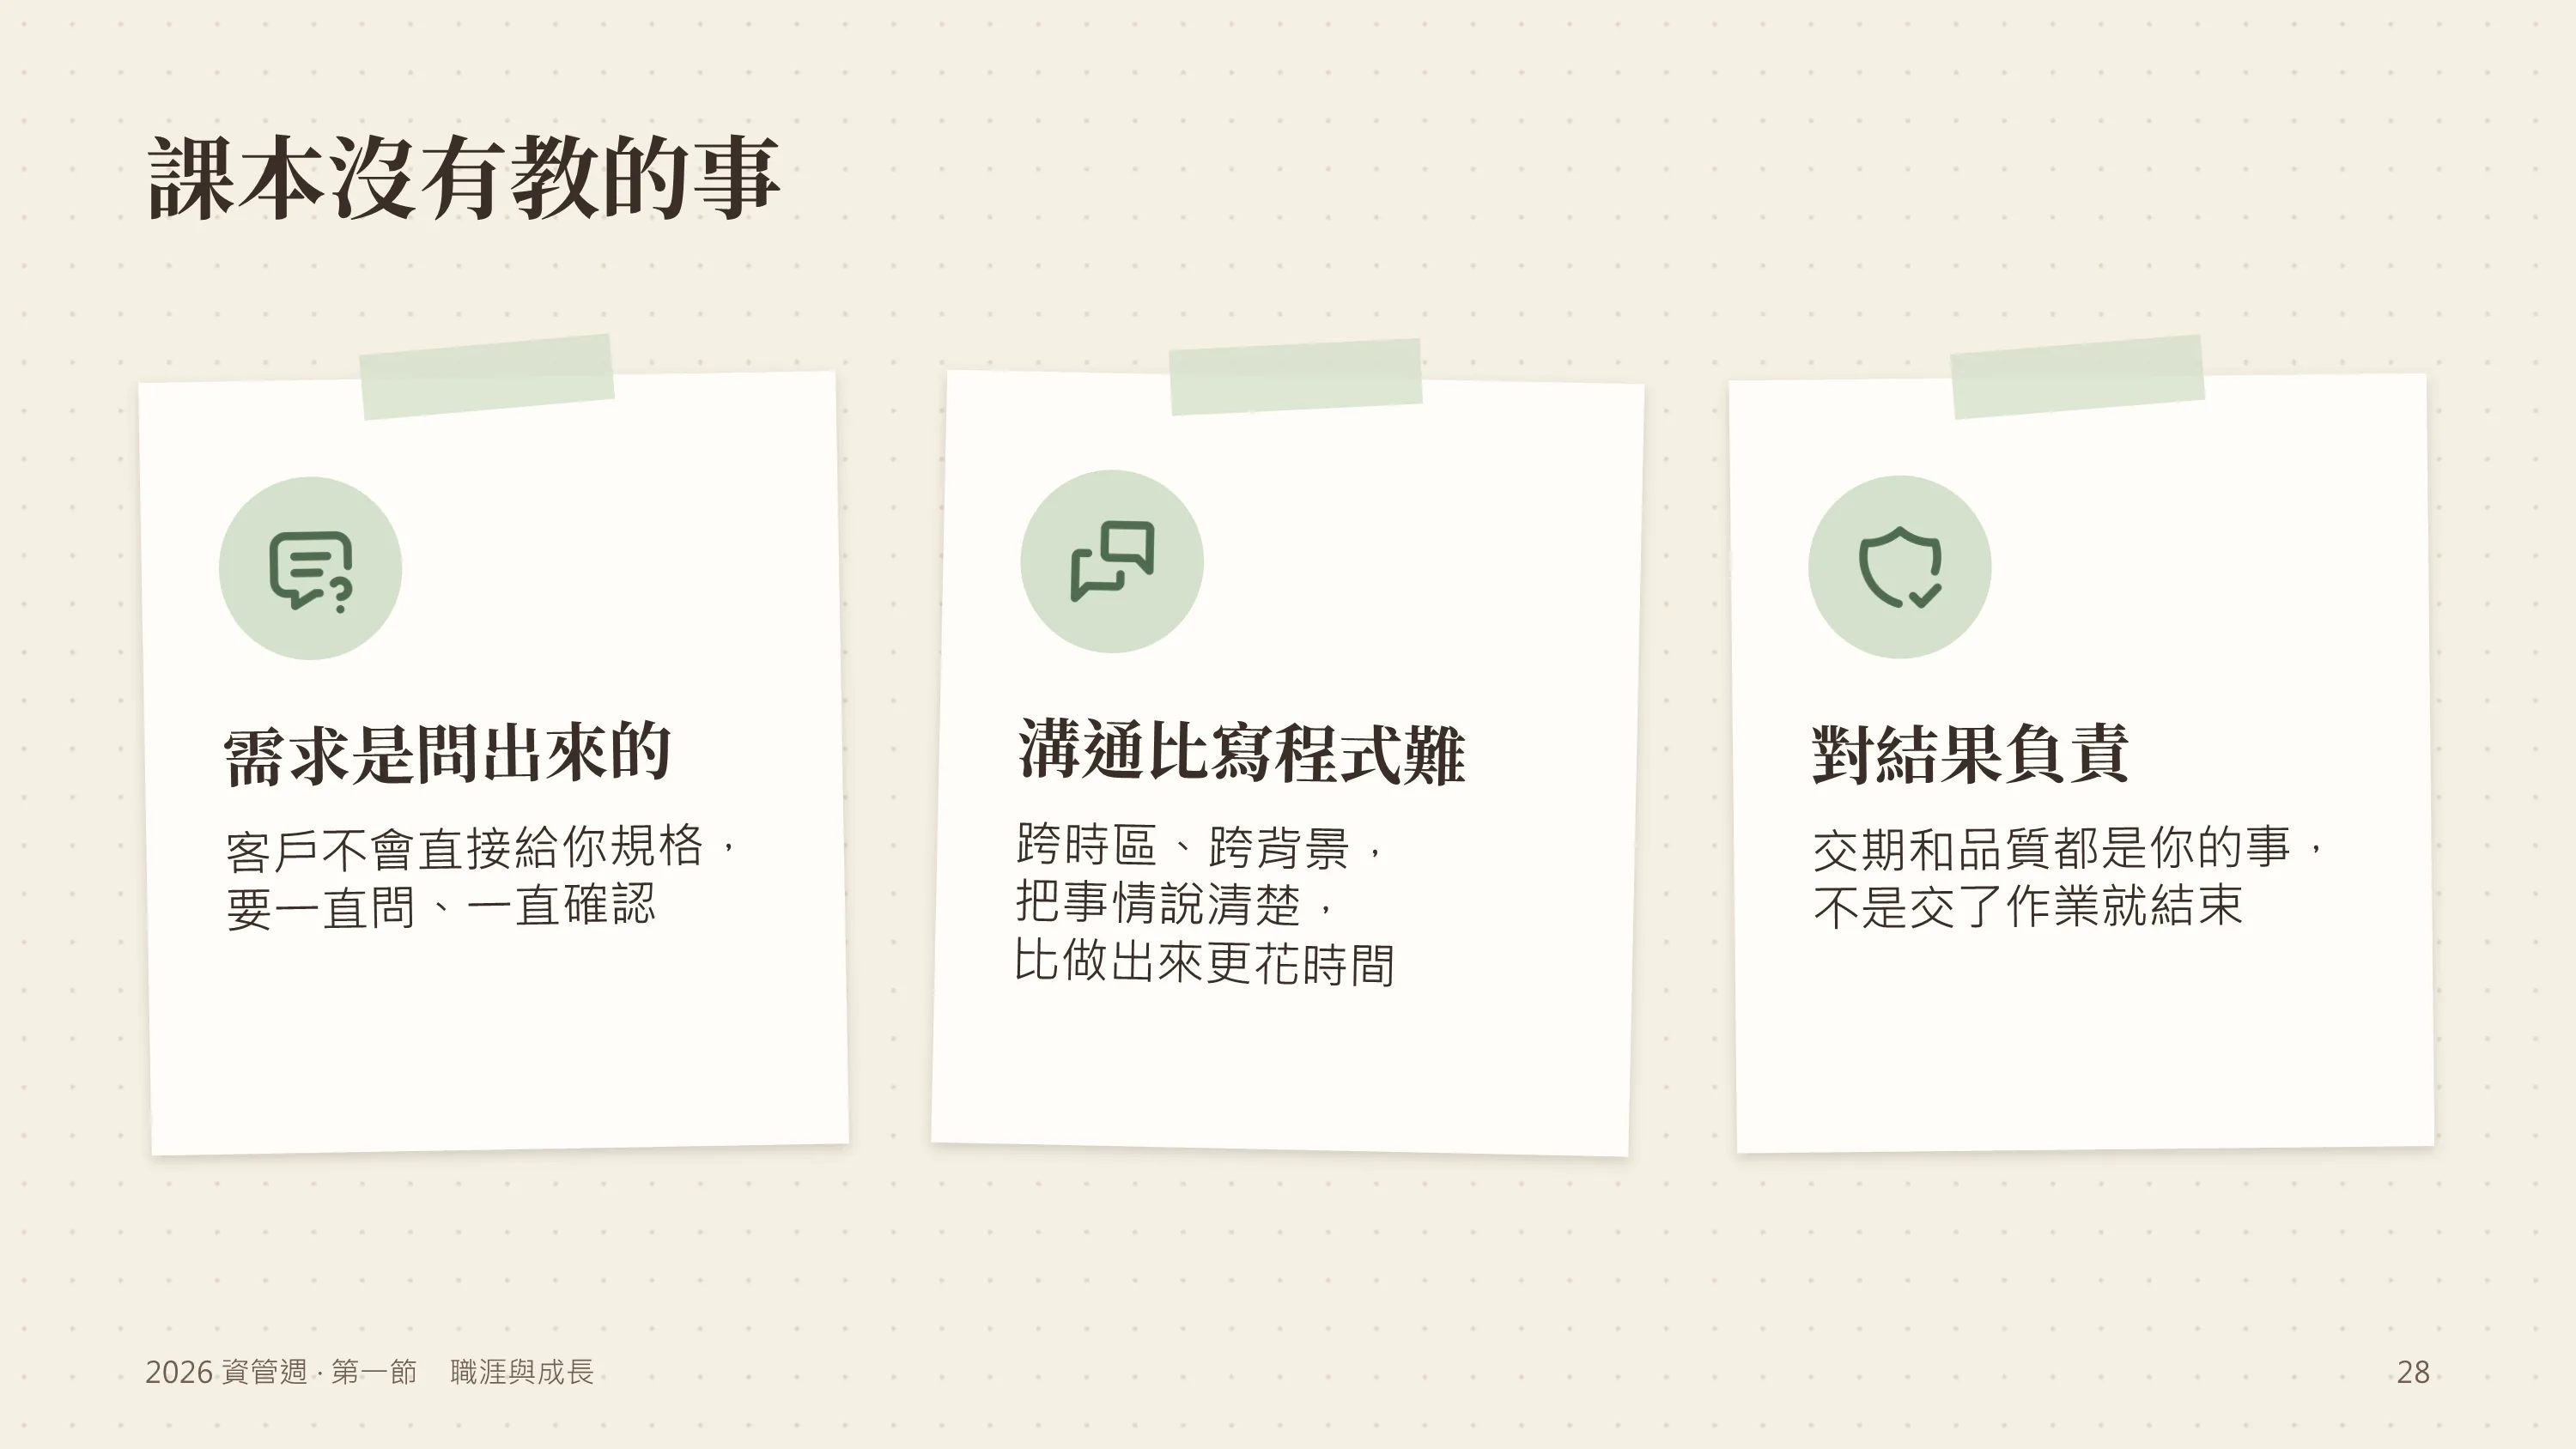 課本沒有教的事
需求是問出來的
客戶不會直接給你規格，
要一直問、一直確認
溝通比寫程式難
跨時區、跨背景，
把事情說清楚，
比做出來更花時間
對結果負責
交期和品質都是你的事，
不是交了作業就結束
2026 資管週 · 第一節　職涯與成長
28